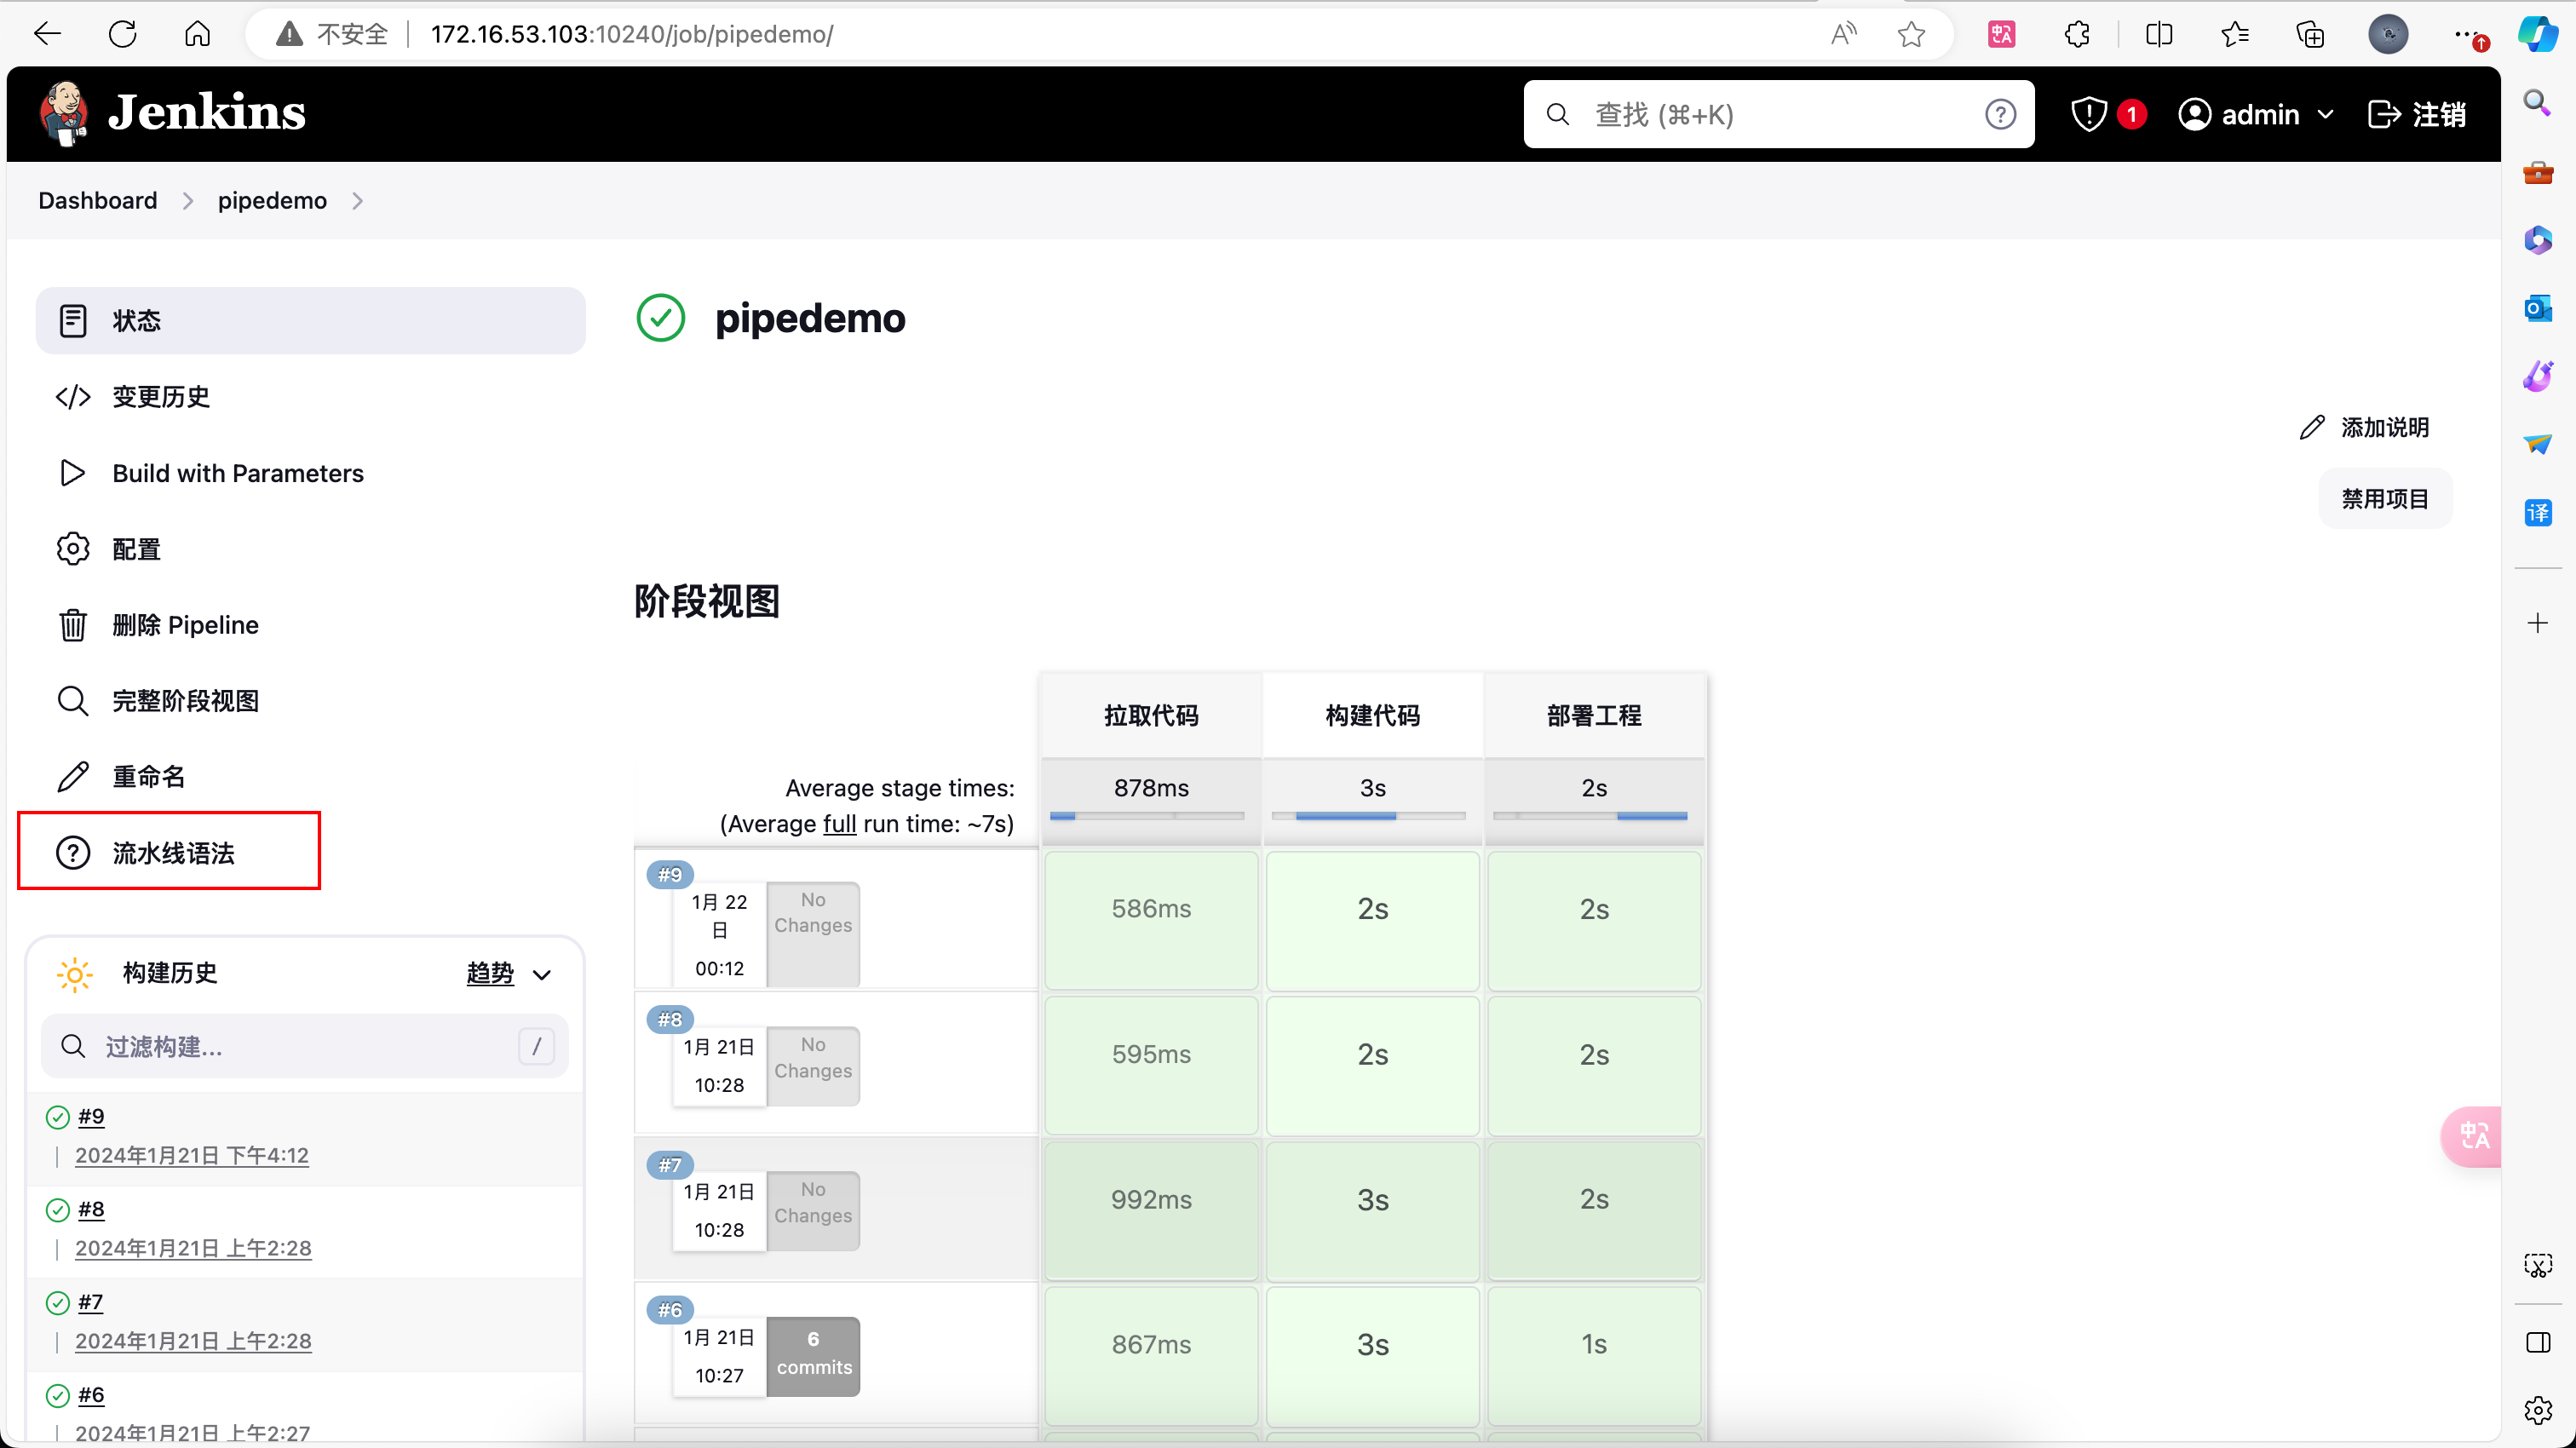 不安全 172.16.53.103:10240/job/pipedemo/
Jenkins
查找 (⌘+K)
1
admin
注销
Dashboard
pipedemo
状态
变更历史
Build with Parameters
配置
删除 Pipeline
完整阶段视图
重命名
流水线语法
构建历史
趋势
过滤构建...
/
#9
2024年1月21日 下午4:12
#8
2024年1月21日 上午2:28
#7
2024年1月21日 上午2:28
#6
2024年1月21日 上午2:27
pipedemo
添加说明
禁用项目
阶段视图
拉取代码 构建代码 部署工程
Average stage times:
(Average full run time: ~7s)
878ms 3s 2s
#9
1月 22
日
00:12
No
Changes
586ms 2s 2s
#8
1月 21日
10:28
No
Changes
595ms 2s 2s
#7
1月 21日
10:28
No
Changes
992ms 3s 2s
#6
1月 21日
10:27
6
commits
867ms 3s 1s
译